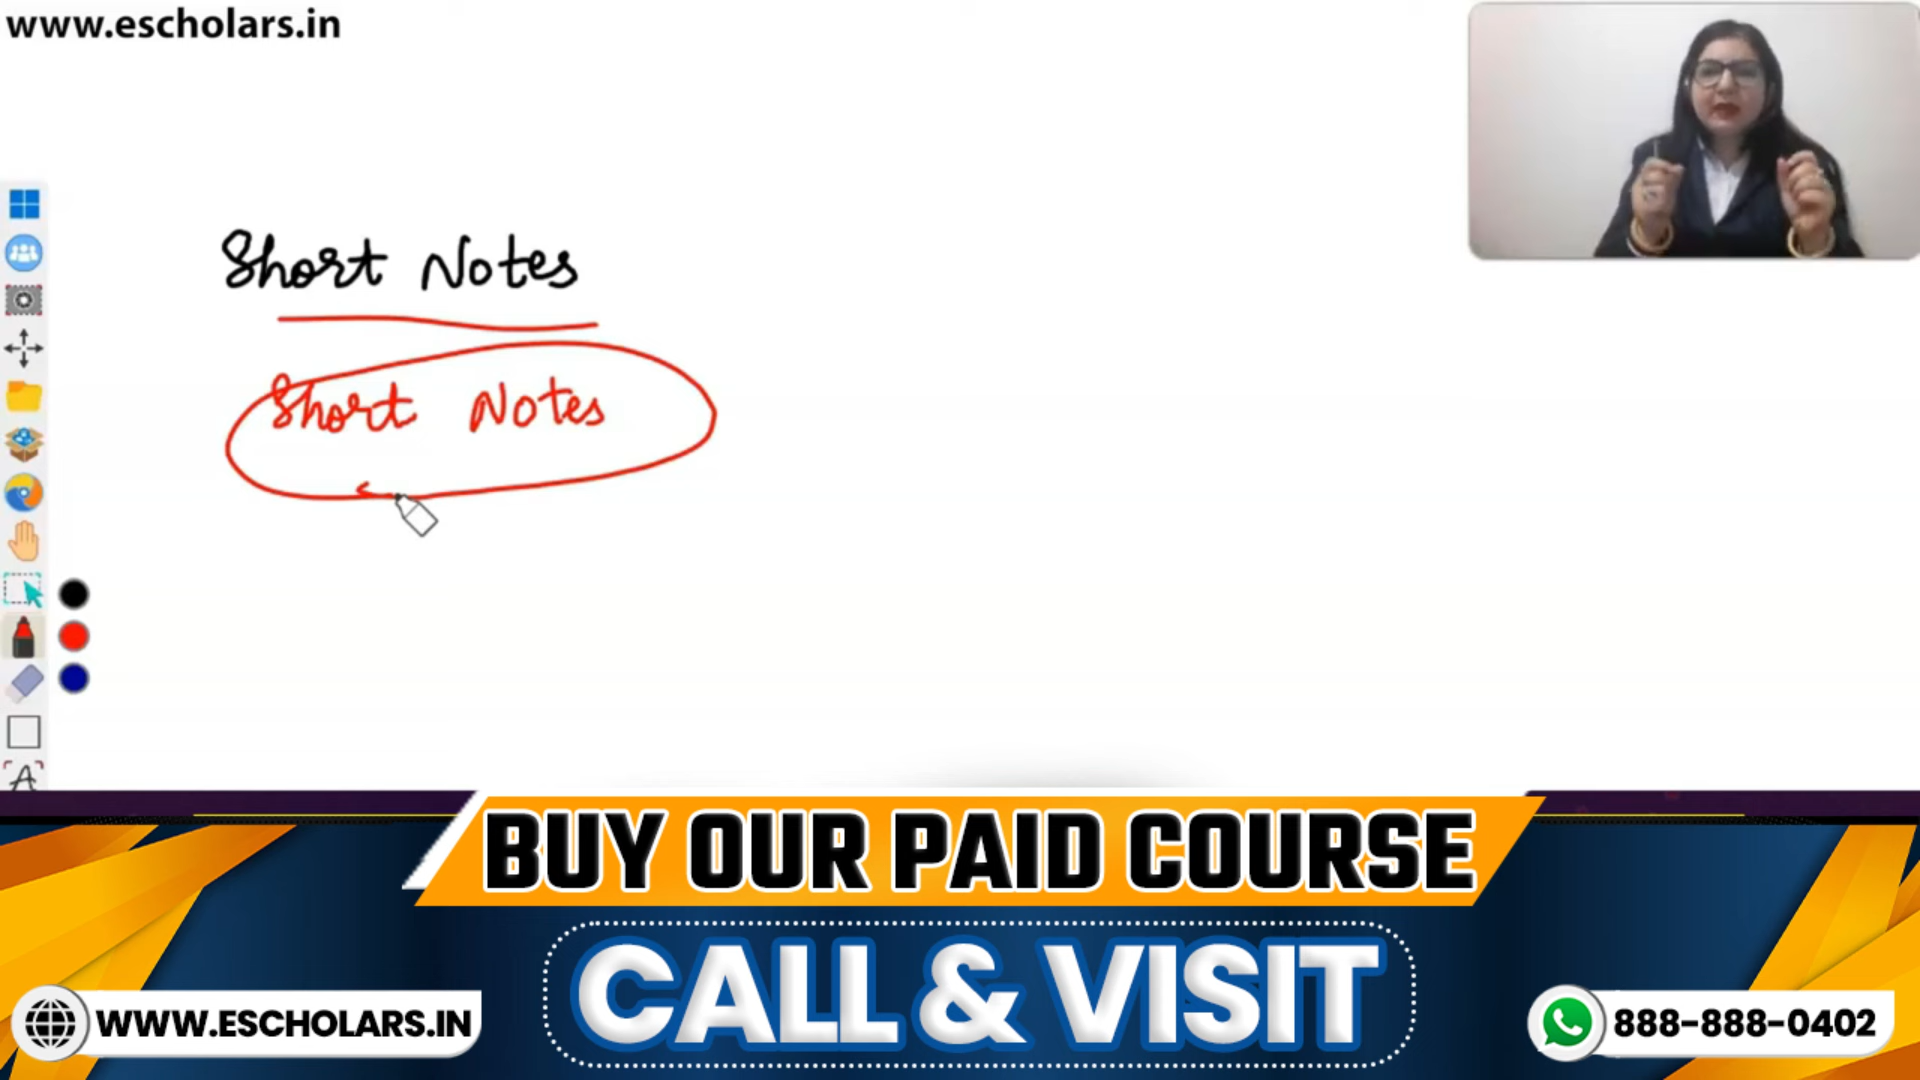 www.escholars.in
Short Notes
Short Notes
A
BUY OUR PAID COURSE
CALL & VISIT
WWW.ESCHOLARS.IN
888-888-0402